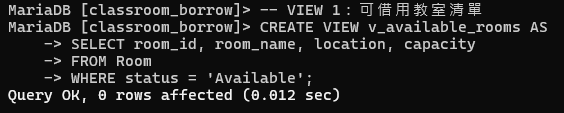 MariaDB [classroom_borrow]> -- VIEW 1：可借用教室清單
MariaDB [classroom_borrow]> CREATE VIEW v_available_rooms AS
    -> SELECT room_id, room_name, location, capacity
    -> FROM Room
    -> WHERE status = 'Available';
Query OK, 0 rows affected (0.012 sec)